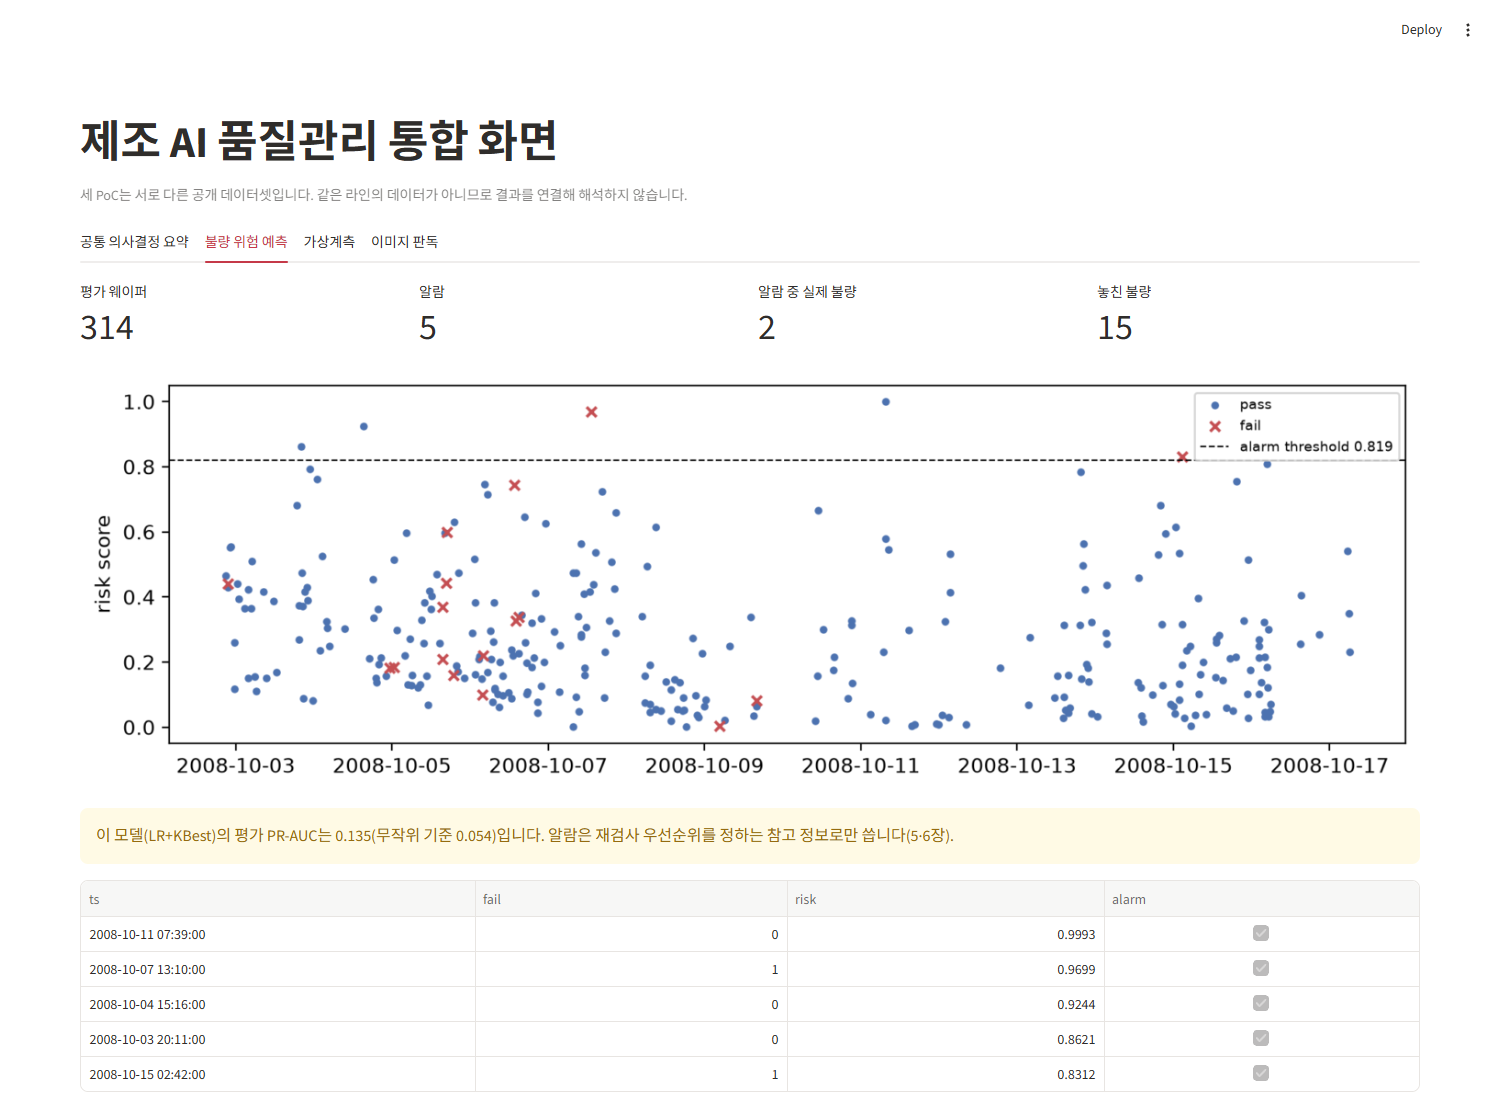 Deploy
제조 AI 품질관리 통합 화면
세 PoC는 서로 다른 공개 데이터셋입니다. 같은 라인의 데이터가 아니므로 결과를 연결해 해석하지 않습니다.
공통 의사결정 요약 불량 위험 예측 가상계측 이미지 판독
평가 웨이퍼 알람 알람 중 실제 불량 놓친 불량
314 5 2 15
pass
fail
alarm threshold 0.819
risk score
1.0
0.8
0.6
0.4
0.2
0.0
2008-10-03 2008-10-05 2008-10-07 2008-10-09 2008-10-11 2008-10-13 2008-10-15 2008-10-17
이 모델(LR+KBest)의 평가 PR-AUC는 0.135(무작위 기준 0.054)입니다. 알람은 재검사 우선순위를 정하는 참고 정보로만 씁니다(5·6장).
ts fail risk alarm
2008-10-11 07:39:00 0 0.9993
2008-10-07 13:10:00 1 0.9699
2008-10-04 15:16:00 0 0.9244
2008-10-03 20:11:00 0 0.8621
2008-10-15 02:42:00 1 0.8312